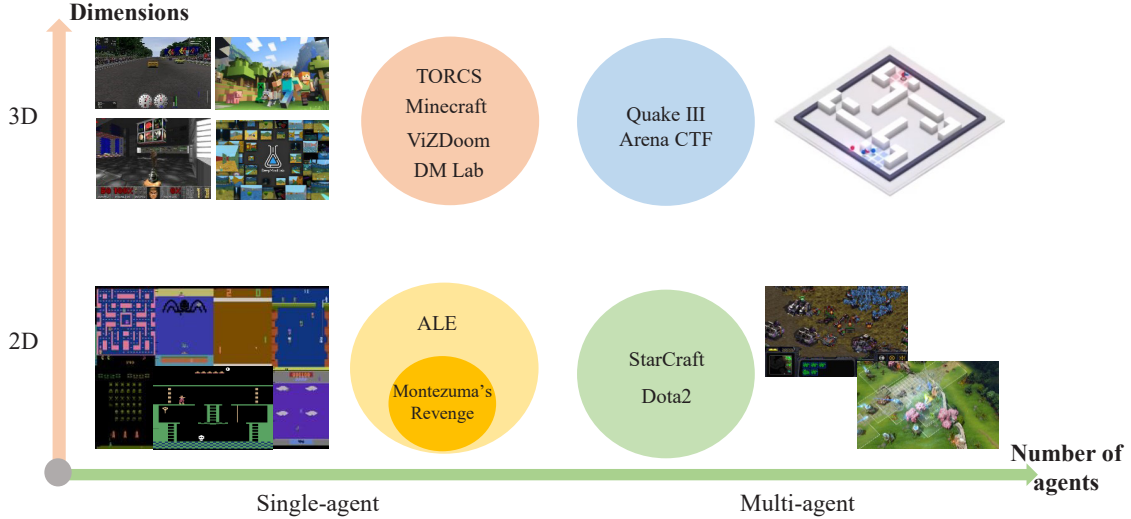 Dimensions
3D
TORCS
Minecraft
ViZDoom
DM Lab
Quake III
Arena CTF
2D
ALE
Montezuma's
Revenge
StarCraft
Dota2
Number of
agents
Single-agent
Multi-agent